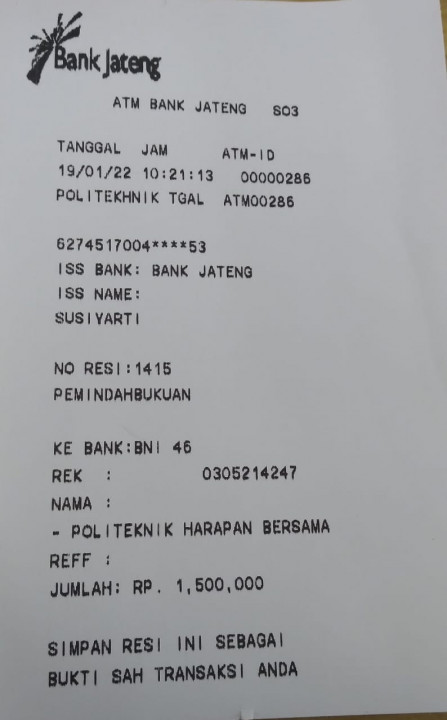 Bank Jateng
ATM BANK JATENG S03
TANGGAL JAM ATM-ID
19/01/22 10:21:13 00000286
POLITEKHNIK TGAL ATM00286
6274517004****53
ISS BANK: BANK JATENG
ISS NAME:
SUSIYARTI
NO RESI:1415
PEMINDAHBUKUAN
KE BANK:BNI 46
REK : 0305214247
NAMA :
- POLITEKNIK HARAPAN BERSAMA
REFF :
JUMLAH: RP. 1,500,000
SIMPAN RESI INI SEBAGAI
BUKTI SAH TRANSAKSI ANDA